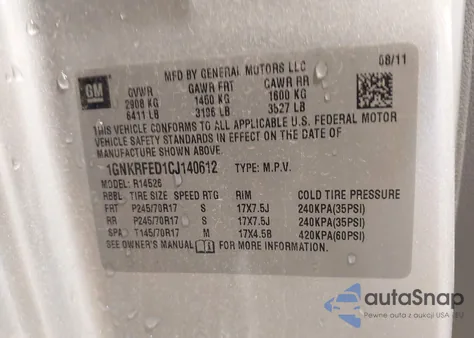 GM
MFD BY GENERAL MOTORS LLC 08/11
GVWR GAWR FRT GAWR RR
2908 KG 1450 KG 1600 KG
6411 LB 3196 LB 3527 LB
THIS VEHICLE CONFORMS TO ALL APPLICABLE U.S. FEDERAL MOTOR
VEHICLE SAFETY STANDARDS IN EFFECT ON THE DATE OF
MANUFACTURE SHOWN ABOVE.
1GNKRFED1CJ140612 TYPE: M.P.V.
MODEL: R14526
RBBL TIRE SIZE SPEED RTG RIM COLD TIRE PRESSURE
FRT P245/70R17 S 17X7.5J 240KPA(35PSI)
RR P245/70R17 S 17X7.5J 240KPA(35PSI)
SPA T145/70R17 M 17X4.5B 420KPA(60PSI)
SEE OWNER'S MANUAL FOR MORE INFORMATION.
autoSnap
Pewne auta z aukcji USA